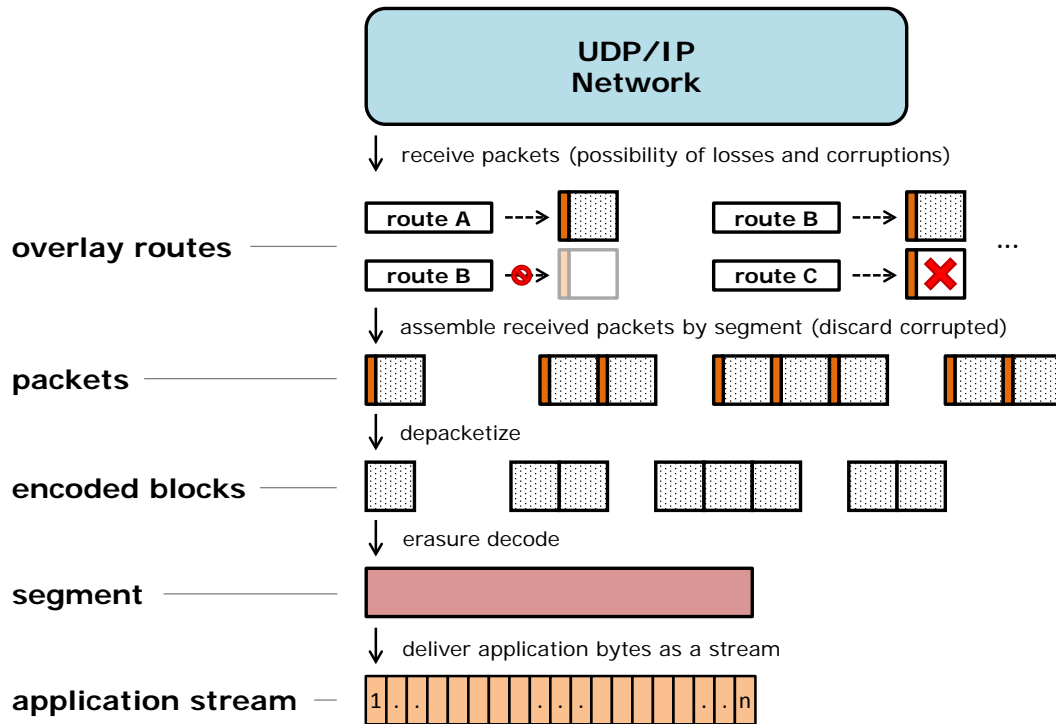 UDP/IP
Network
receive packets (possibility of losses and corruptions)
route A
route B
overlay routes
...
route B
route C
assemble received packets by segment (discard corrupted)
packets
depacketize
encoded blocks
erasure decode
segment
deliver application bytes as a stream
application stream
1 . . . . . . . n